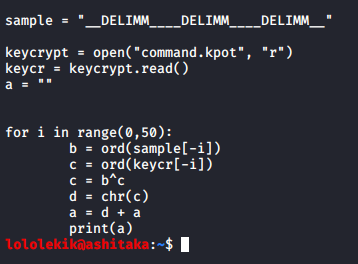 sample = "__DELIMM____DELIMM____DELIMM__"
keycrypt = open("command.kpot", "r")
keycr = keycrypt.read()
a = ""
for i in range(0,50):
        b = ord(sample[-i])
        c = ord(keycr[-i])
        c = b^c
        d = chr(c)
        a = d + a
        print(a)
lololekik@ashitaka:~$